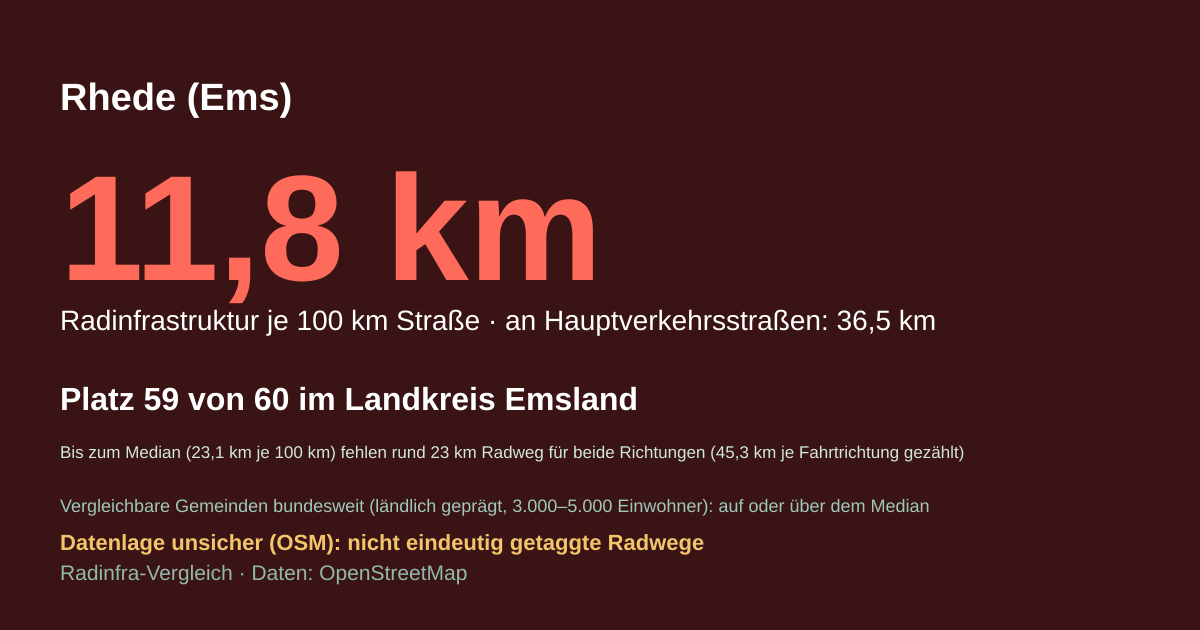 Rhede (Ems)
11,8 km
Radinfrastruktur je 100 km Straße · an Hauptverkehrsstraßen: 36,5 km
Platz 59 von 60 im Landkreis Emsland
Bis zum Median (23,1 km je 100 km) fehlen rund 23 km Radweg für beide Richtungen (45,3 km je Fahrtrichtung gezählt)
Vergleichbare Gemeinden bundesweit (ländlich geprägt, 3.000–5.000 Einwohner): auf oder über dem Median
Datenlage unsicher (OSM): nicht eindeutig getaggte Radwege
Radinfra-Vergleich · Daten: OpenStreetMap